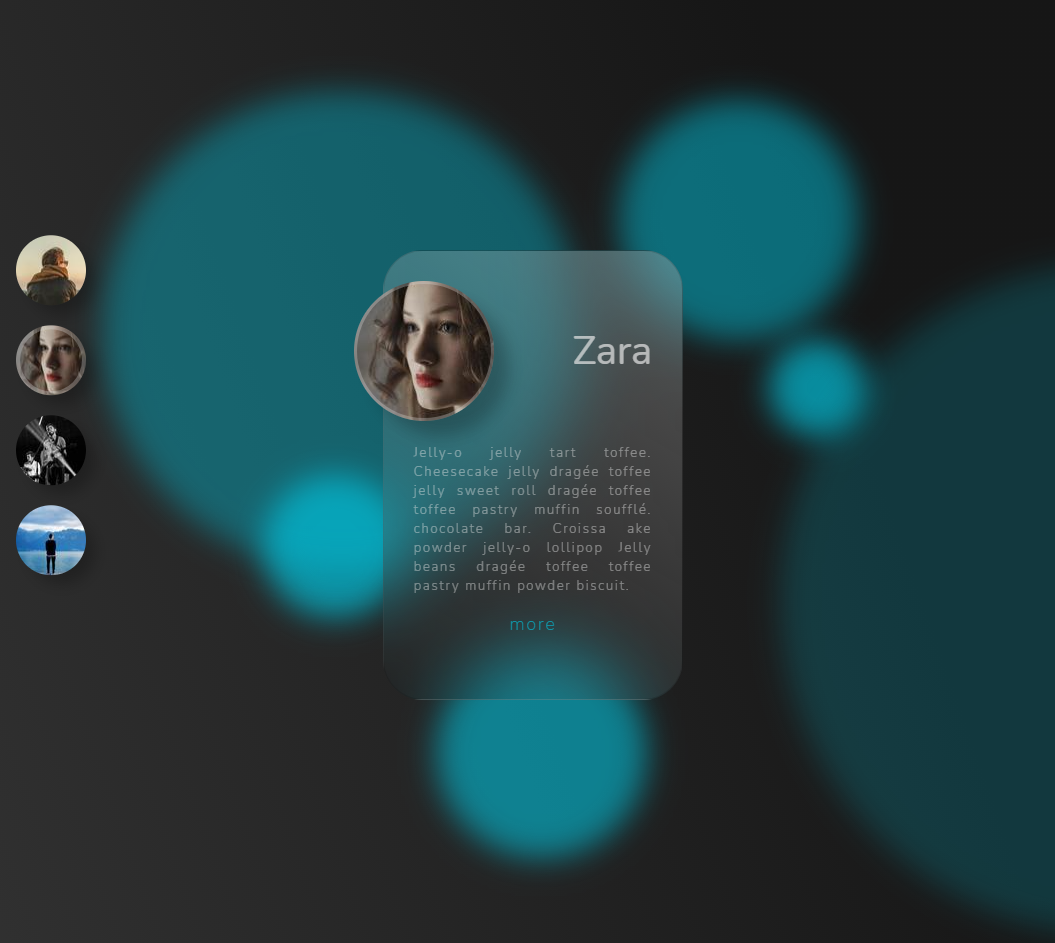 Zara
Jelly-o jelly tart toffee.
Cheesecake jelly dragée toffee
jelly sweet roll dragée toffee
toffee pastry muffin soufflé.
chocolate bar. Croissa ake
powder jelly-o lollipop Jelly
beans dragée toffee toffee
pastry muffin powder biscuit.
more